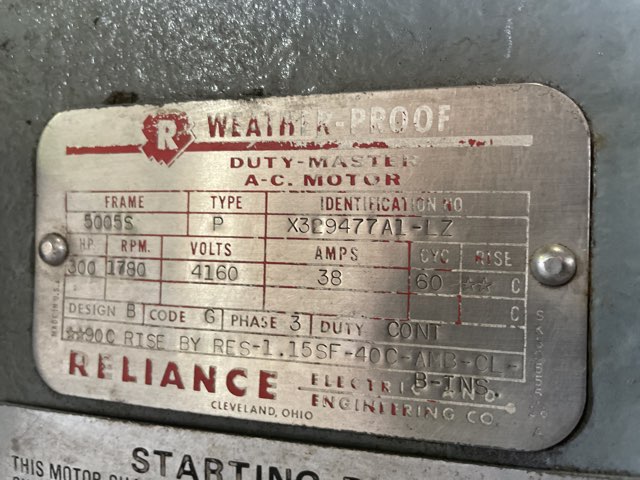 R WEATHER-PROOF
DUTY-MASTER
A-C. MOTOR
FRAME TYPE IDENTIFICATION NO.
5005S P X329477A1-LZ
HP. RPM. VOLTS AMPS CYC RISE
300 1780 4160 38 60 ** C
C
DESIGN B CODE G PHASE 3 DUTY CONT
**90C RISE BY RES-1.15SF-40C-AMB-CL-
B-INS.
RELIANCE ELECTRIC AND
ENGINEERING CO.
CLEVELAND, OHIO
STARTING
THIS MOTOR